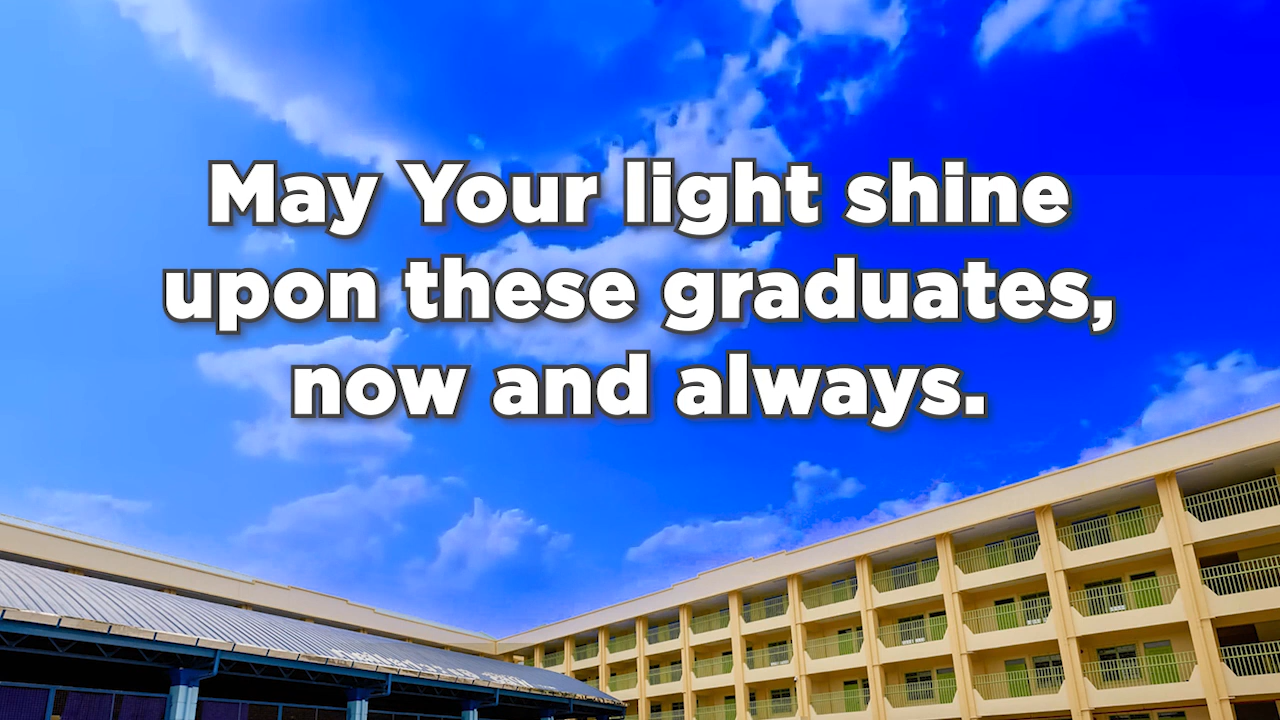 May Your light shine
upon these graduates,
now and always.